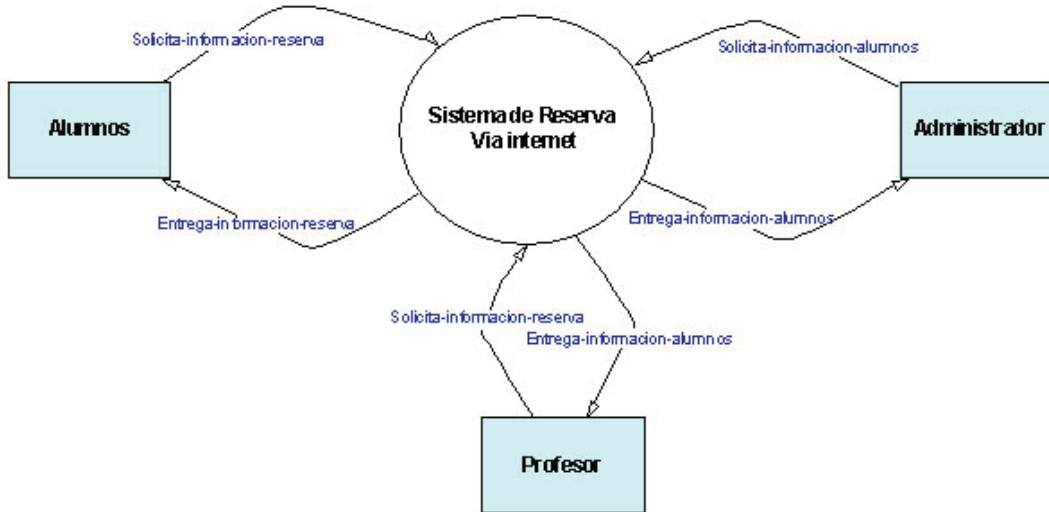 Solicita-informacion-reserva
Solicita-informacion-alumnos
Alumnos
Sistema de Reserva
Via internet
Administrador
Entrega-informacion-reserva
Entrega-informacion-alumnos
Solicita-informacion-reserva
Entrega-informacion-alumnos
Profesor